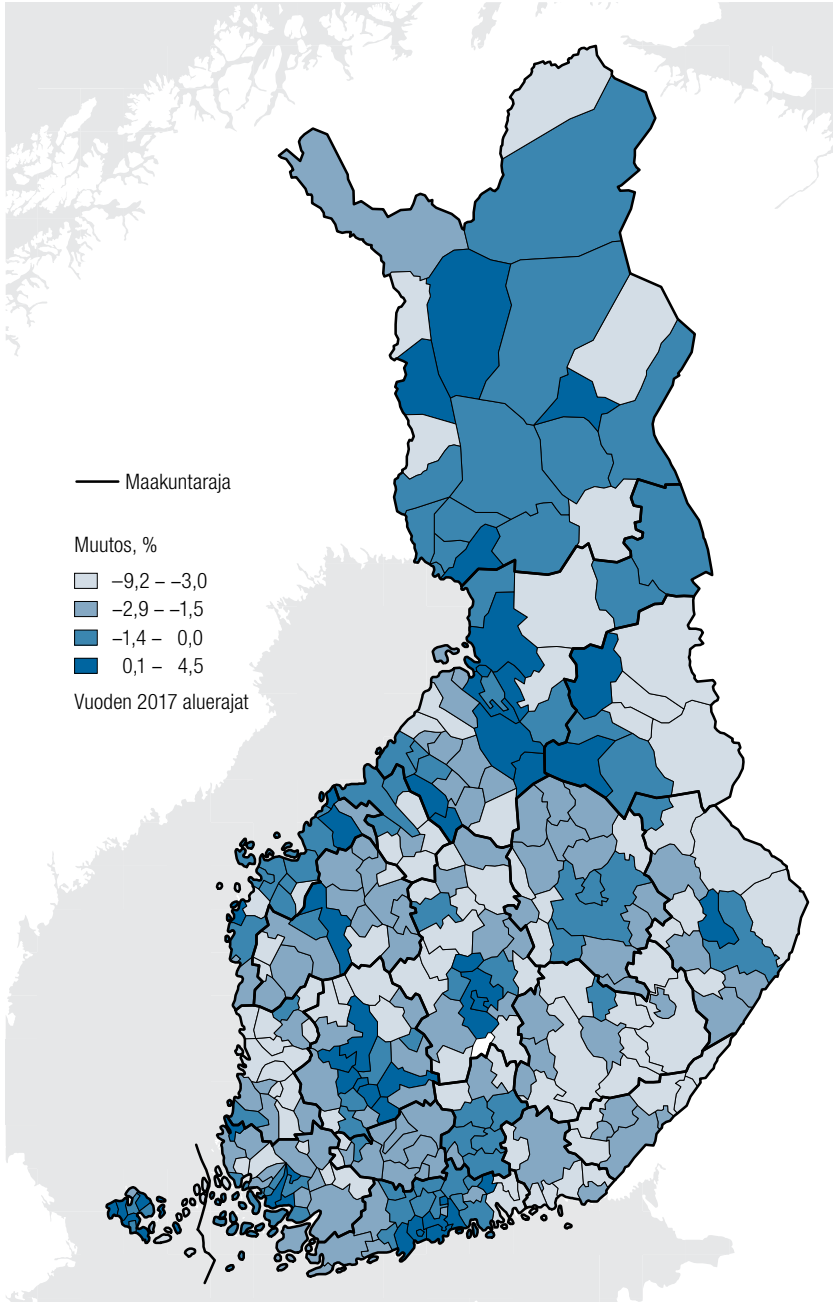 Maakuntaraja
Muutos, %
–9,2 – –3,0
–2,9 – –1,5
–1,4 – 0,0
0,1 – 4,5
Vuoden 2017 aluerajat